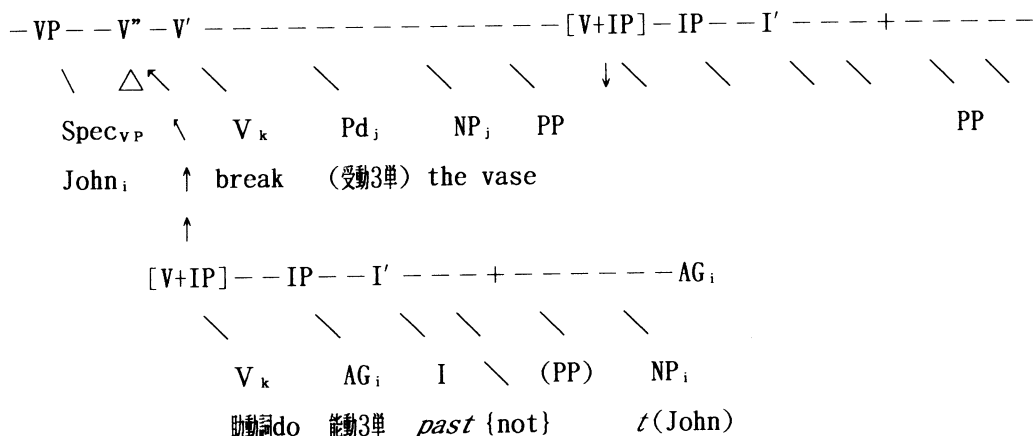 —VP——V”—V′———————————————[V+IP]—IP——I′———+—————
\ △↖ \ \ \ \ ↓\ \ \ \ \ \
Spec_VP ↖ V_k Pd_j NP_j PP PP
John_i ↑ break (受動3単) the vase
↑
[V+IP]——IP——I′———+——————AG_i
\ \ \ \ \ \
V_k AG_i I \ (PP) NP_i
助動詞do 能動3単 past {not} t(John)